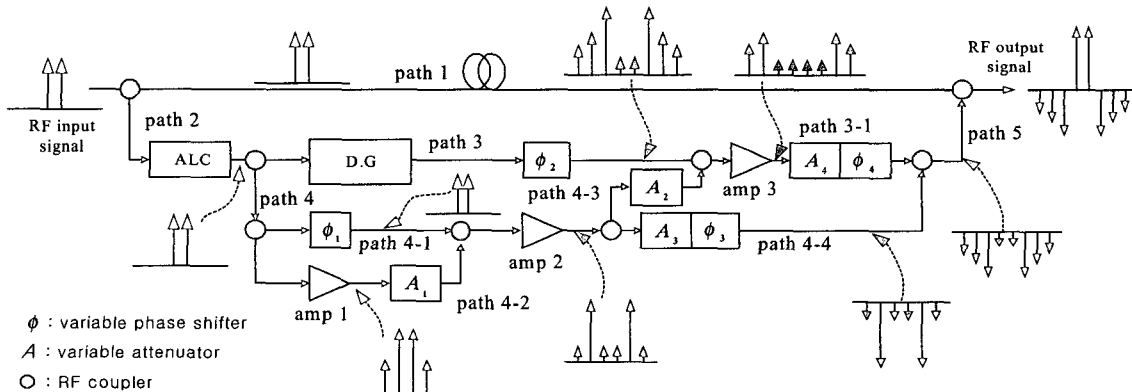 RF output
signal
path 1
path 2
RF input
signal
path 3-1
path 5
ALC
D.G
path 3
ϕ₂
A₄ ϕ₄
path 4-3
A₂
amp 3
path 4
ϕ₁
path 4-1
A₃ ϕ₃
path 4-4
amp 2
A₁
path 4-2
amp 1
ϕ : variable phase shifter
A : variable attenuator
O : RF coupler